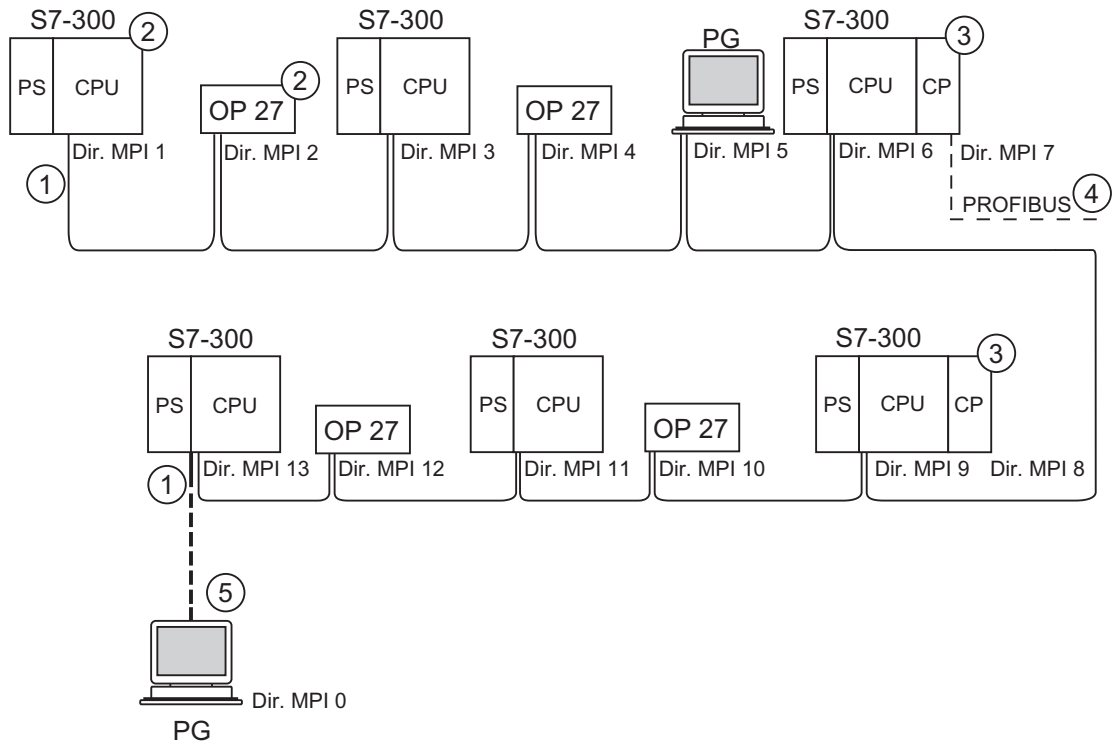 S7-300
2
PS
CPU
2
OP 27
S7-300
PS
CPU
OP 27
PG
S7-300
3
PS
CPU
CP
Dir. MPI 1
Dir. MPI 2
Dir. MPI 3
Dir. MPI 4
Dir. MPI 5
Dir. MPI 6
Dir. MPI 7
1
PROFIBUS
4
S7-300
PS
CPU
OP 27
S7-300
PS
CPU
OP 27
S7-300
3
PS
CPU
CP
Dir. MPI 13
Dir. MPI 12
Dir. MPI 11
Dir. MPI 10
Dir. MPI 9
Dir. MPI 8
1
5
Dir. MPI 0
PG